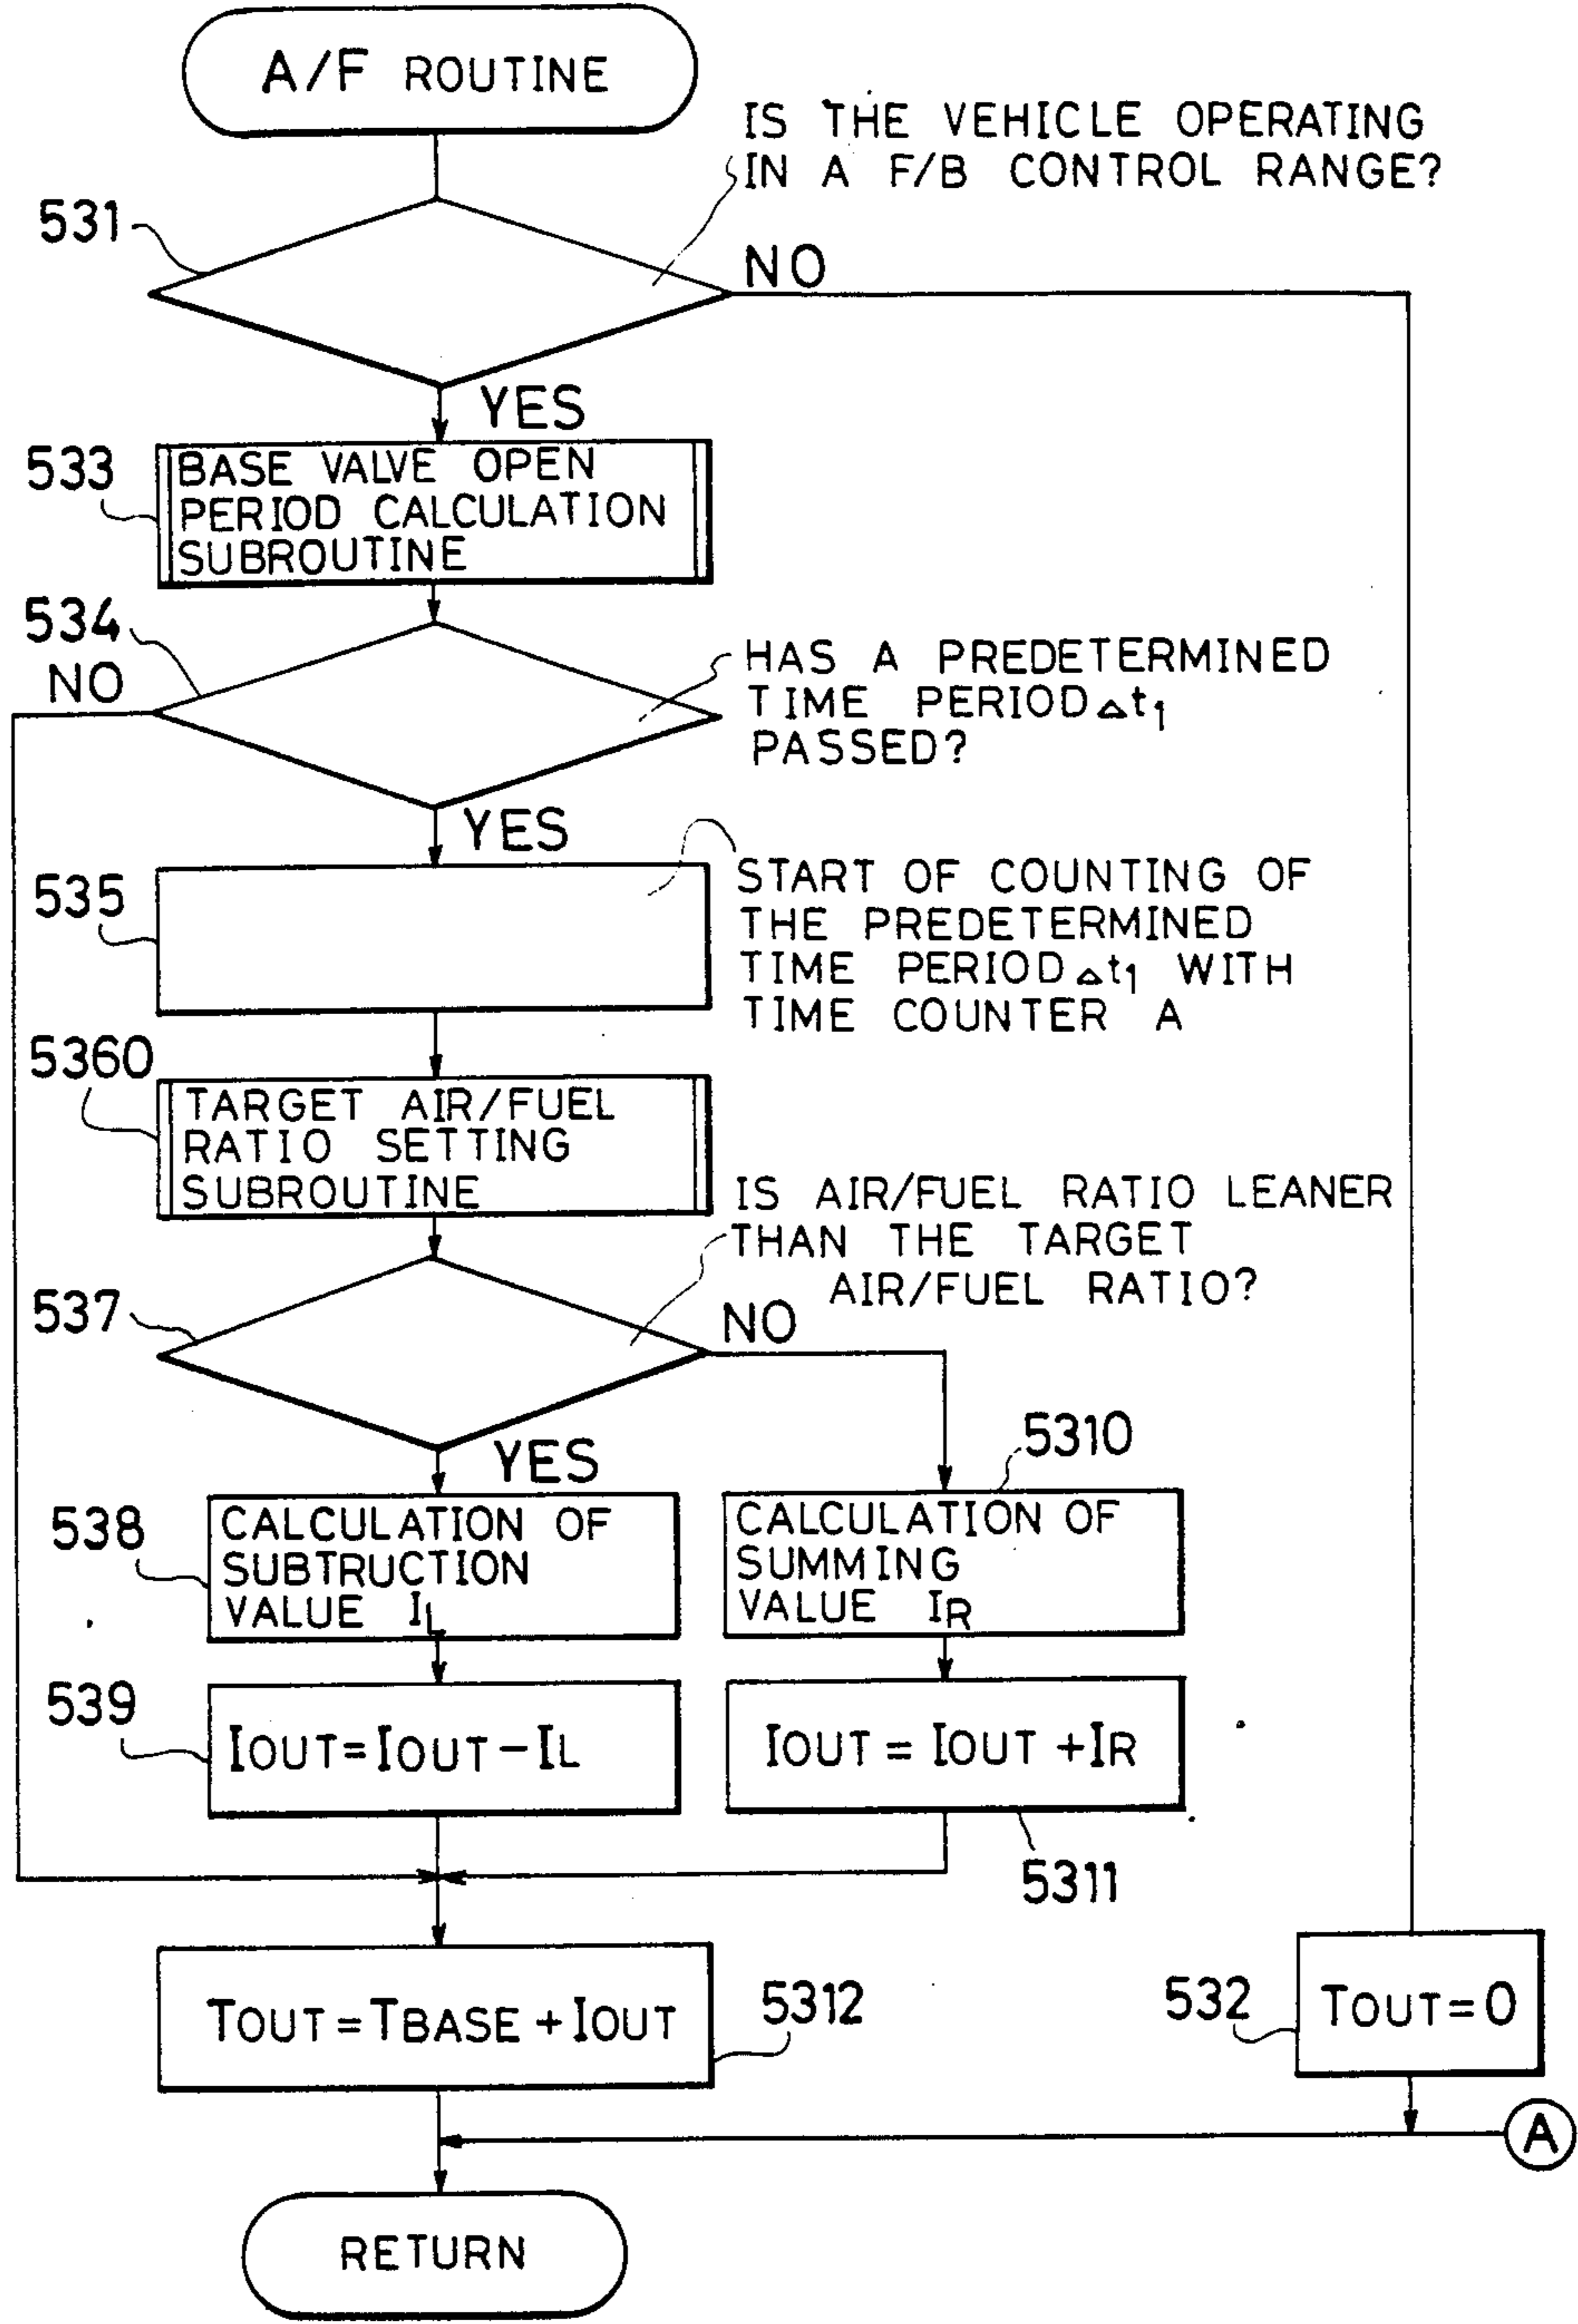 A/F ROUTINE
IS THE VEHICLE OPERATING
IN A F/B CONTROL RANGE?
531
NO
YES
533
BASE VALVE OPEN
PERIOD CALCULATION
SUBROUTINE
534
NO
HAS A PREDETERMINED
TIME PERIOD △t1
PASSED?
YES
535
START OF COUNTING OF
THE PREDETERMINED
TIME PERIOD △t1 WITH
TIME COUNTER A
5360
TARGET AIR/FUEL
RATIO SETTING
SUBROUTINE
IS AIR/FUEL RATIO LEANER
THAN THE TARGET
AIR/FUEL RATIO?
537
NO
YES
5310
538
CALCULATION OF
SUBTRUCTION
VALUE IL
CALCULATION OF
SUMMING
VALUE IR
539
IOUT=IOUT-IL
IOUT = IOUT +IR
5311
TOUT=TBASE+IOUT
5312
532
TOUT=0
A
RETURN